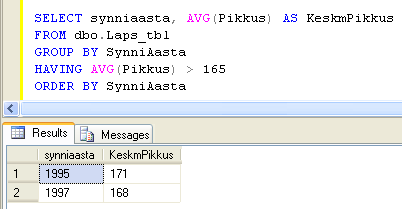 SELECT synniaasta, AVG(Pikkus) AS KeskmPikkus
FROM dbo.Laps_tbl
GROUP BY SynniAasta
HAVING AVG(Pikkus) > 165
ORDER BY SynniAasta
Results Messages
synniaasta KeskmPikkus
1 1995 171
2 1997 168